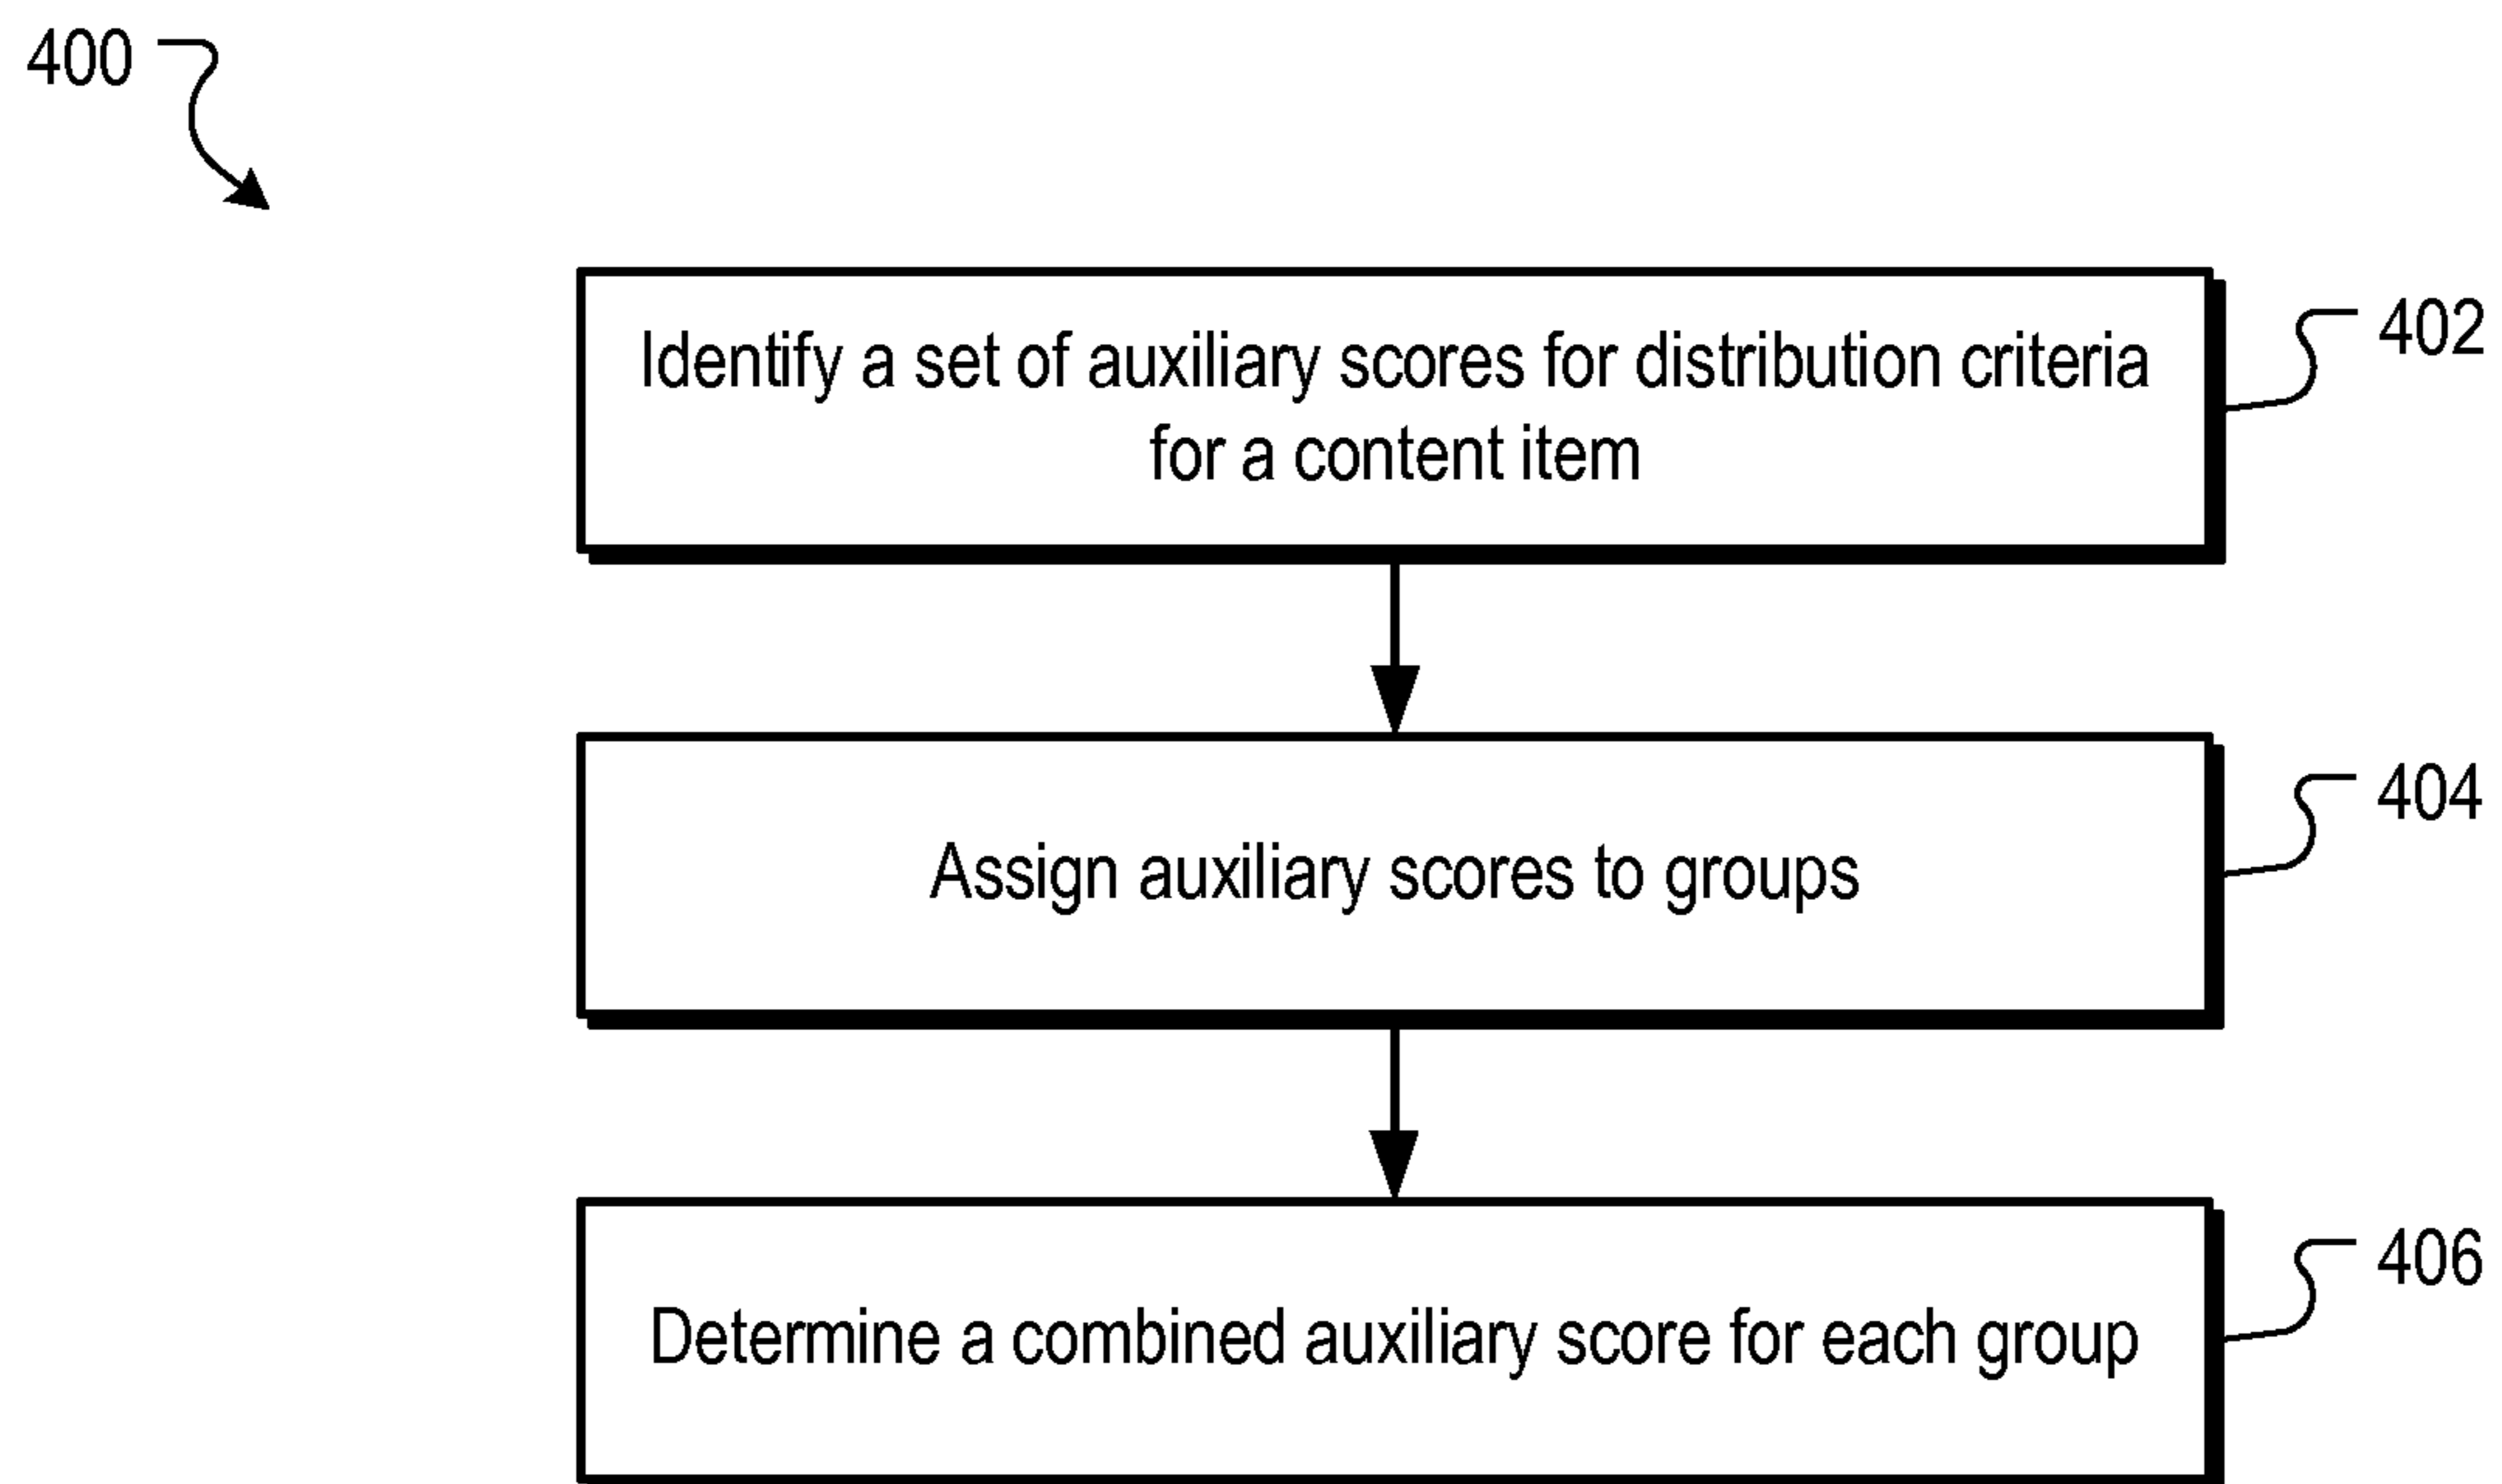 400
Identify a set of auxiliary scores for distribution criteria
for a content item
402
Assign auxiliary scores to groups
404
Determine a combined auxiliary score for each group
406